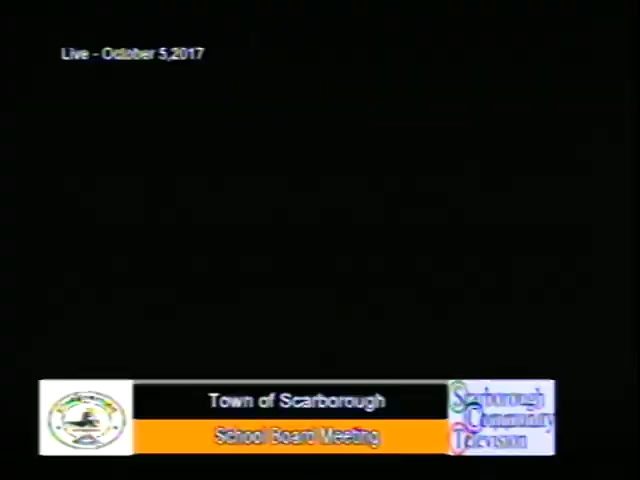 Live - October 5,2017
Town of Scarborough
School Board Meeting
Scarborough
Community
Television